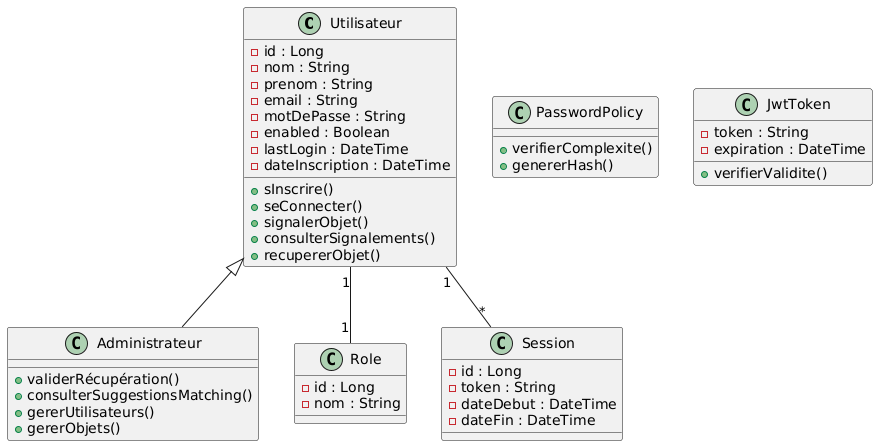 C Utilisateur
id : Long
nom : String
prenom : String
email : String
motDePasse : String
enabled : Boolean
lastLogin : DateTime
dateInscription : DateTime
sInscrire()
seConnecter()
signalerObjet()
consulterSignalements()
recupererObjet()
C PasswordPolicy
verifierComplexite()
genererHash()
C JwtToken
token : String
expiration : DateTime
verifierValidite()
1
1
1
*
C Administrateur
validerRécupération()
consulterSuggestionsMatching()
gererUtilisateurs()
gererObjets()
C Role
id : Long
nom : String
C Session
id : Long
token : String
dateDebut : DateTime
dateFin : DateTime